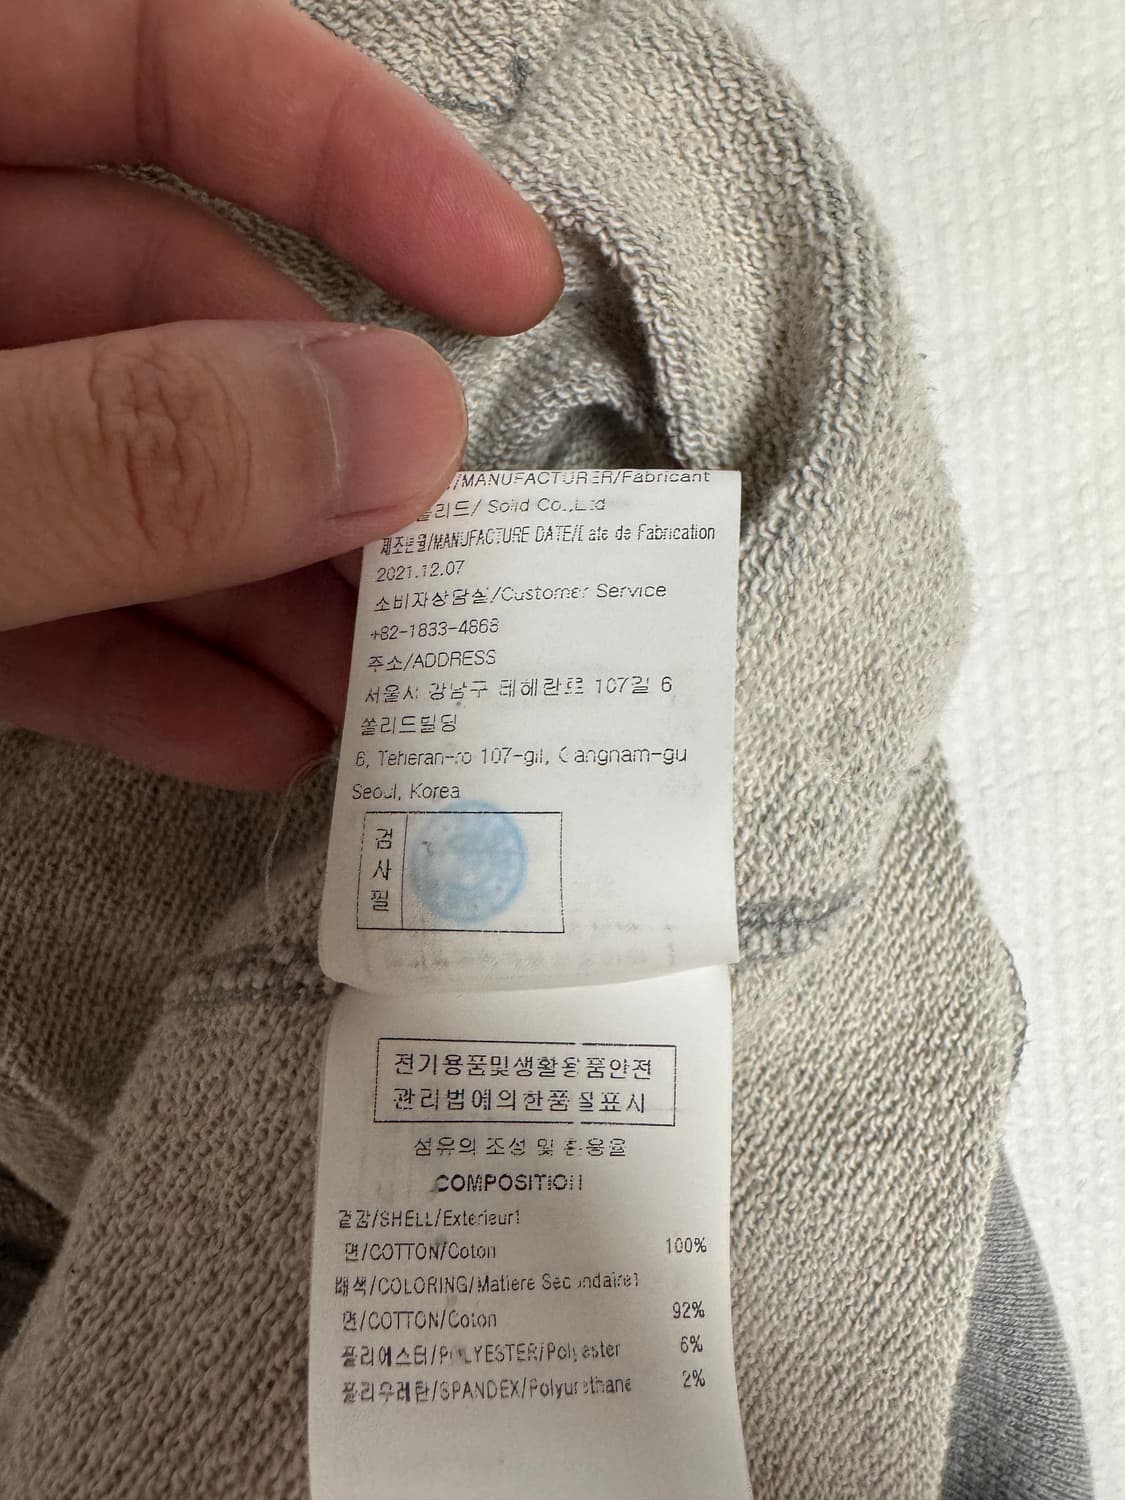 /MANUFACTURER/Fabricant
쏠리드/ Solid Co.,Ltd
제조년월/MANUFACTURE DATE/Date de Fabrication
2021.12.07
소비자상담실/Customer Service
+82-1833-4868
주소/ADDRESS
서울시 강남구 테헤란로 107길 6
쏠리드빌딩
6, Teheran-ro 107-gil, Gangnam-gu
Seoul, Korea
검
사
필
전기용품및생활용품안전
관리법에의한품질표시
섬유의 조성 및 혼용율
COMPOSITION
겉감/SHELL/Exterieur1
면/COTTON/Coton 100%
배색/COLORING/Matiere Secondaire1
면/COTTON/Coton 92%
폴리에스터/POLYESTER/Polyester 6%
폴리우레탄/SPANDEX/Polyurethane 2%